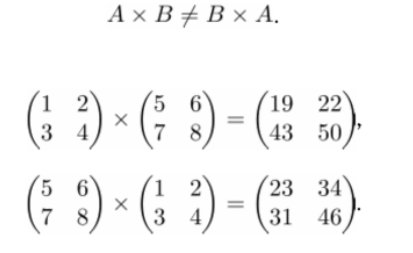 A × B ≠ B × A.
(1 2
3 4) × (5 6
7 8) = (19 22
43 50),
(5 6
7 8) × (1 2
3 4) = (23 34
31 46).